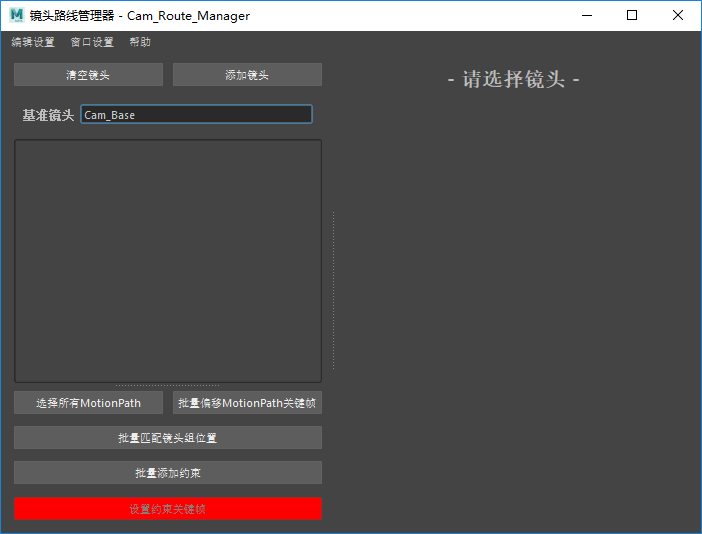 镜头路线管理器 - Cam_Route_Manager
编辑设置 窗口设置 帮助
清空镜头 添加镜头
- 请选择镜头 -
基准镜头 Cam_Base
选择所有MotionPath 批量偏移MotionPath关键帧
批量匹配镜头组位置
批量添加约束
设置约束关键帧